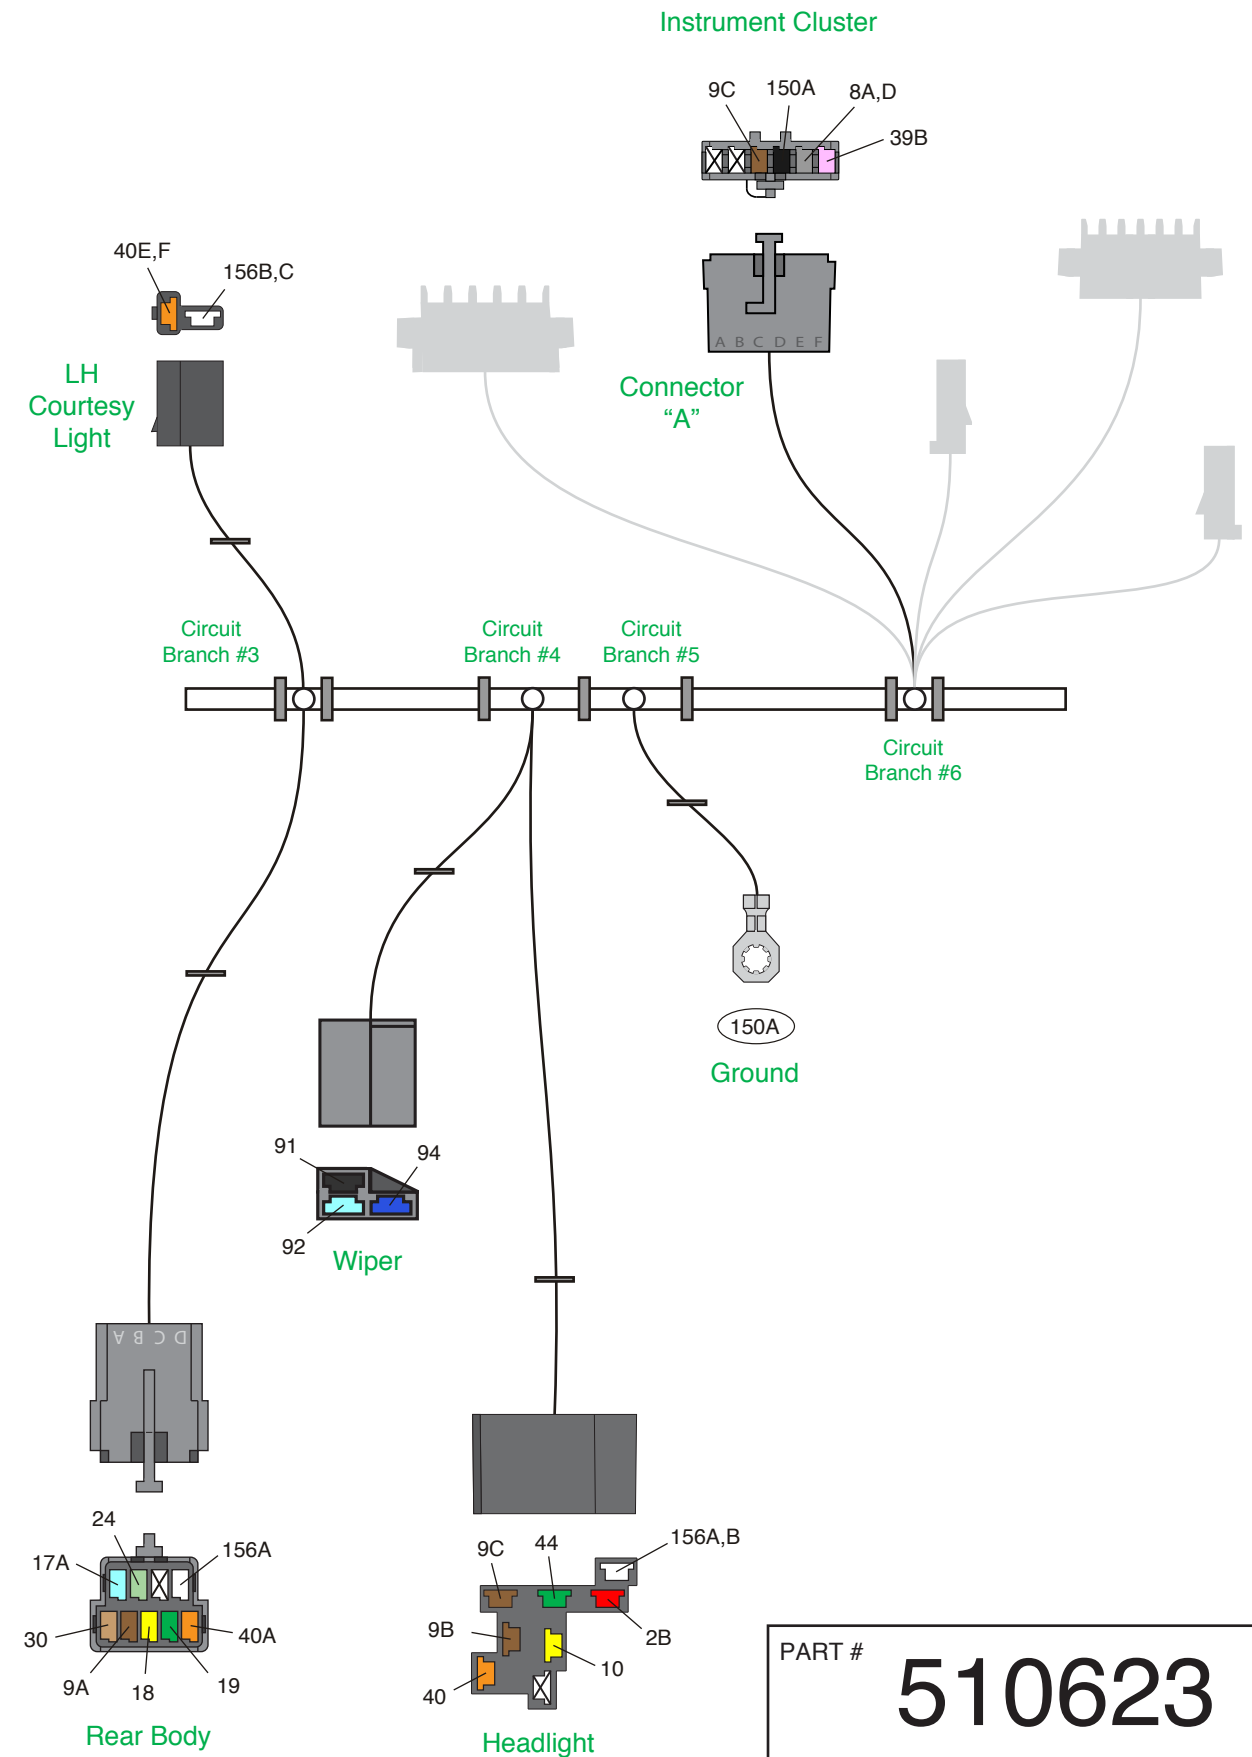 Instrument Cluster
9C
150A
8A,D
39B
40E,F
156B,C
A B C D E F
LH
Courtesy
Light
Connector
“A”
Circuit
Branch #3
Circuit
Branch #4
Circuit
Branch #5
Circuit
Branch #6
150A
Ground
91
94
92
Wiper
D C B A
24
17A
156A
30
40A
9A
18
19
Rear Body
9C
44
156A,B
9B
2B
10
40
Headlight
PART #
510623